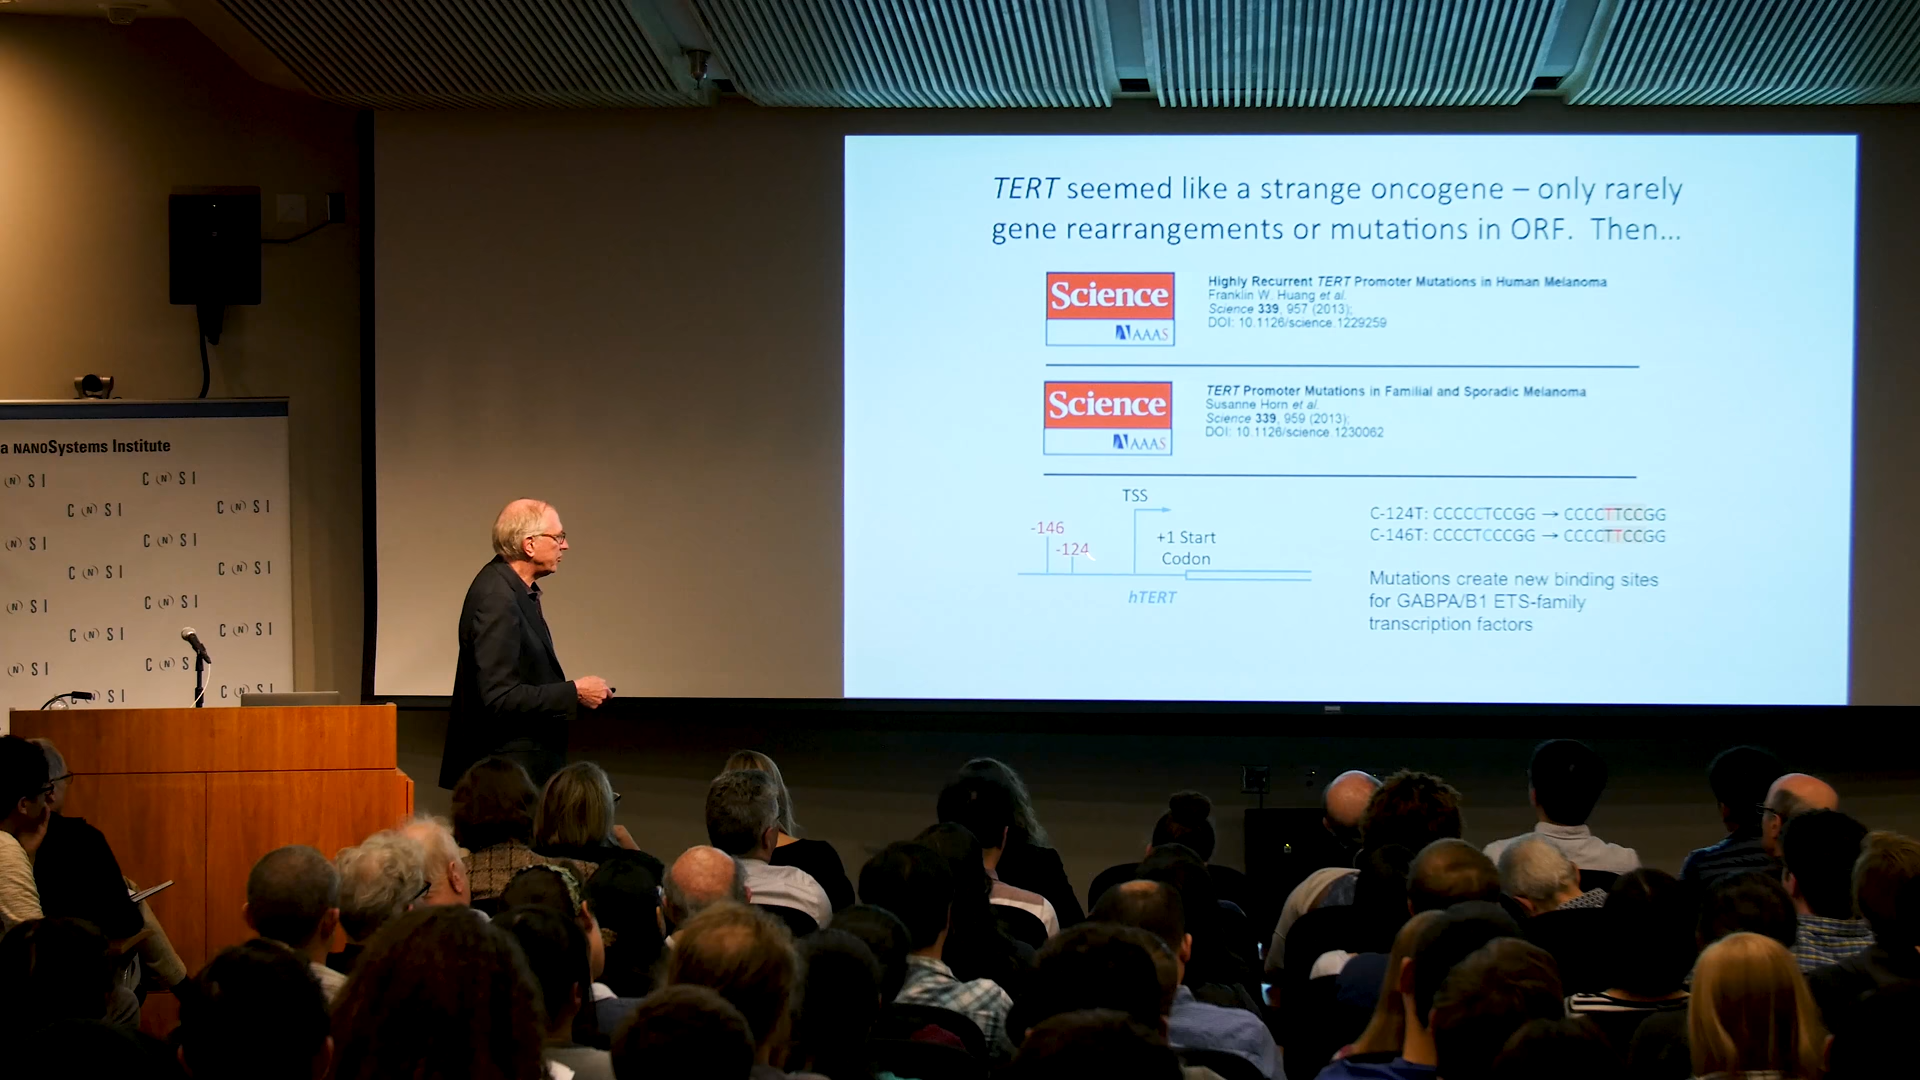 TERT seemed like a strange oncogene – only rarely
gene rearrangements or mutations in ORF. Then...
Science
AAAS
Highly Recurrent TERT Promoter Mutations in Human Melanoma
Franklin W. Huang et al.
Science 339, 957 (2013);
DOI: 10.1126/science.1229259
Science
AAAS
TERT Promoter Mutations in Familial and Sporadic Melanoma
Susanne Horn et al.
Science 339, 959 (2013);
DOI: 10.1126/science.1230062
TSS
-146
-124
+1 Start
Codon
hTERT
C-124T: CCCCCTCCGG → CCCCTTCCGG
C-146T: CCCCTCCCGG → CCCCTTCCGG
Mutations create new binding sites
for GABPA/B1 ETS-family
transcription factors
a NANOSystems Institute
(N) S I
C (N) S I
C (N) S I
C (N) S I
(N) S I
C (N) S I
C (N) S I
C (N) S I
(N) S I
C (N) S I
C (N) S I
C (N) S I
(N) S I
C (N) S
C (N) S I
C (N) S I